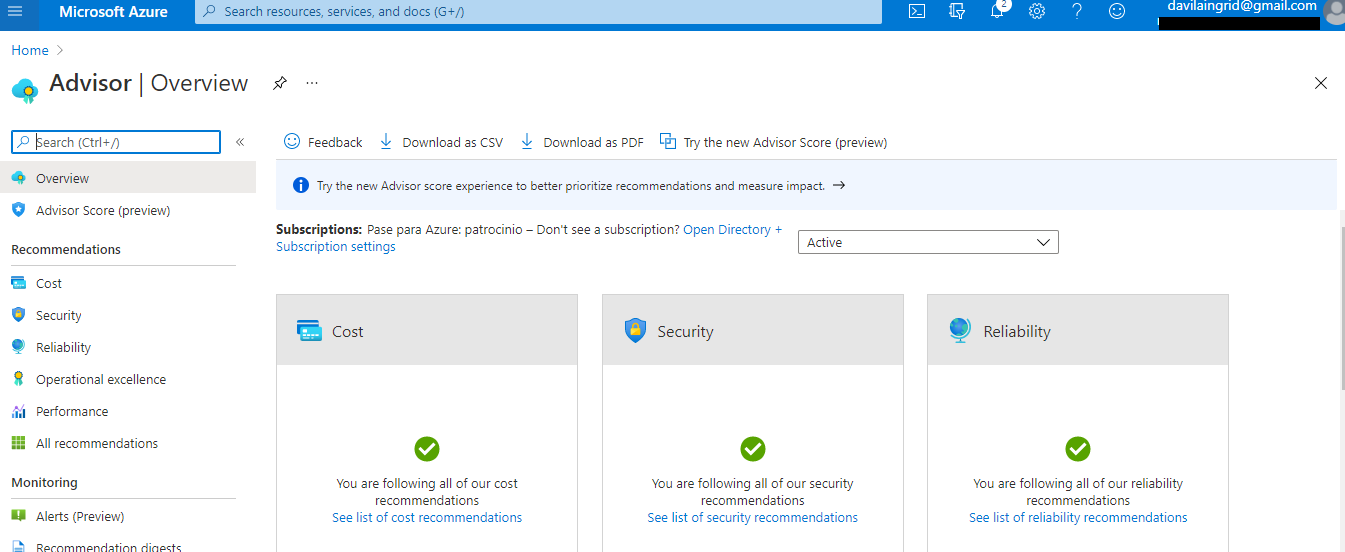 Microsoft Azure
Search resources, services, and docs (G+/)
2
davilaingrid@gmail.com
Home
Advisor | Overview
...
Search (Ctrl+/)
«
Overview
Advisor Score (preview)
Recommendations
Cost
Security
Reliability
Operational excellence
Performance
All recommendations
Monitoring
Alerts (Preview)
Recommendation digests
Feedback
Download as CSV
Download as PDF
Try the new Advisor Score (preview)
Try the new Advisor score experience to better prioritize recommendations and measure impact. →
Subscriptions: Pase para Azure: patrocinio – Don't see a subscription? Open Directory +
Subscription settings
Active
Cost
You are following all of our cost
recommendations
See list of cost recommendations
Security
You are following all of our security
recommendations
See list of security recommendations
Reliability
You are following all of our reliability
recommendations
See list of reliability recommendations